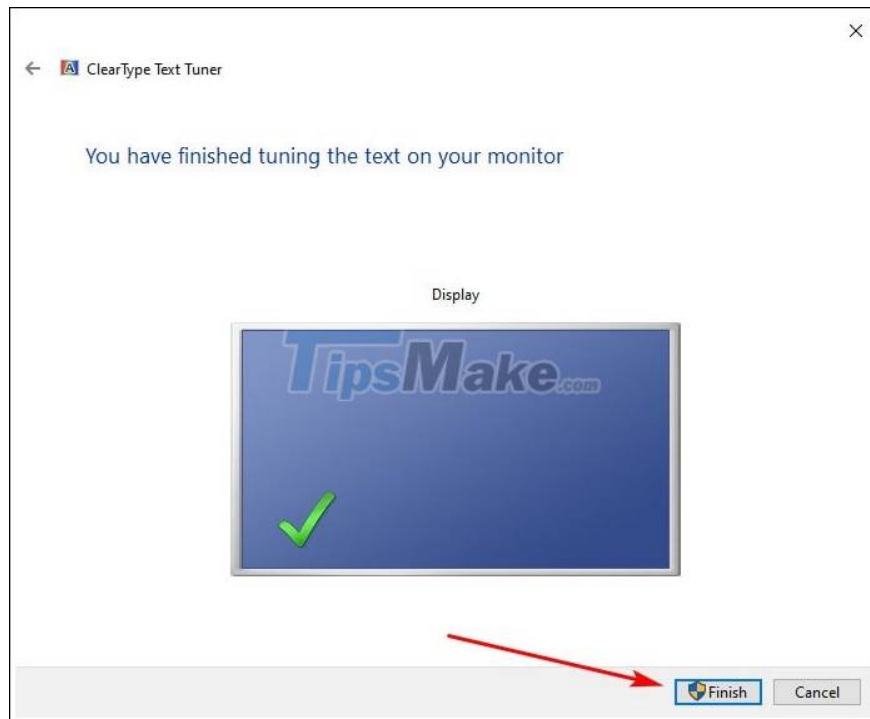 ClearType Text Tuner
You have finished tuning the text on your monitor
Display
TipsMake.com
Finish
Cancel